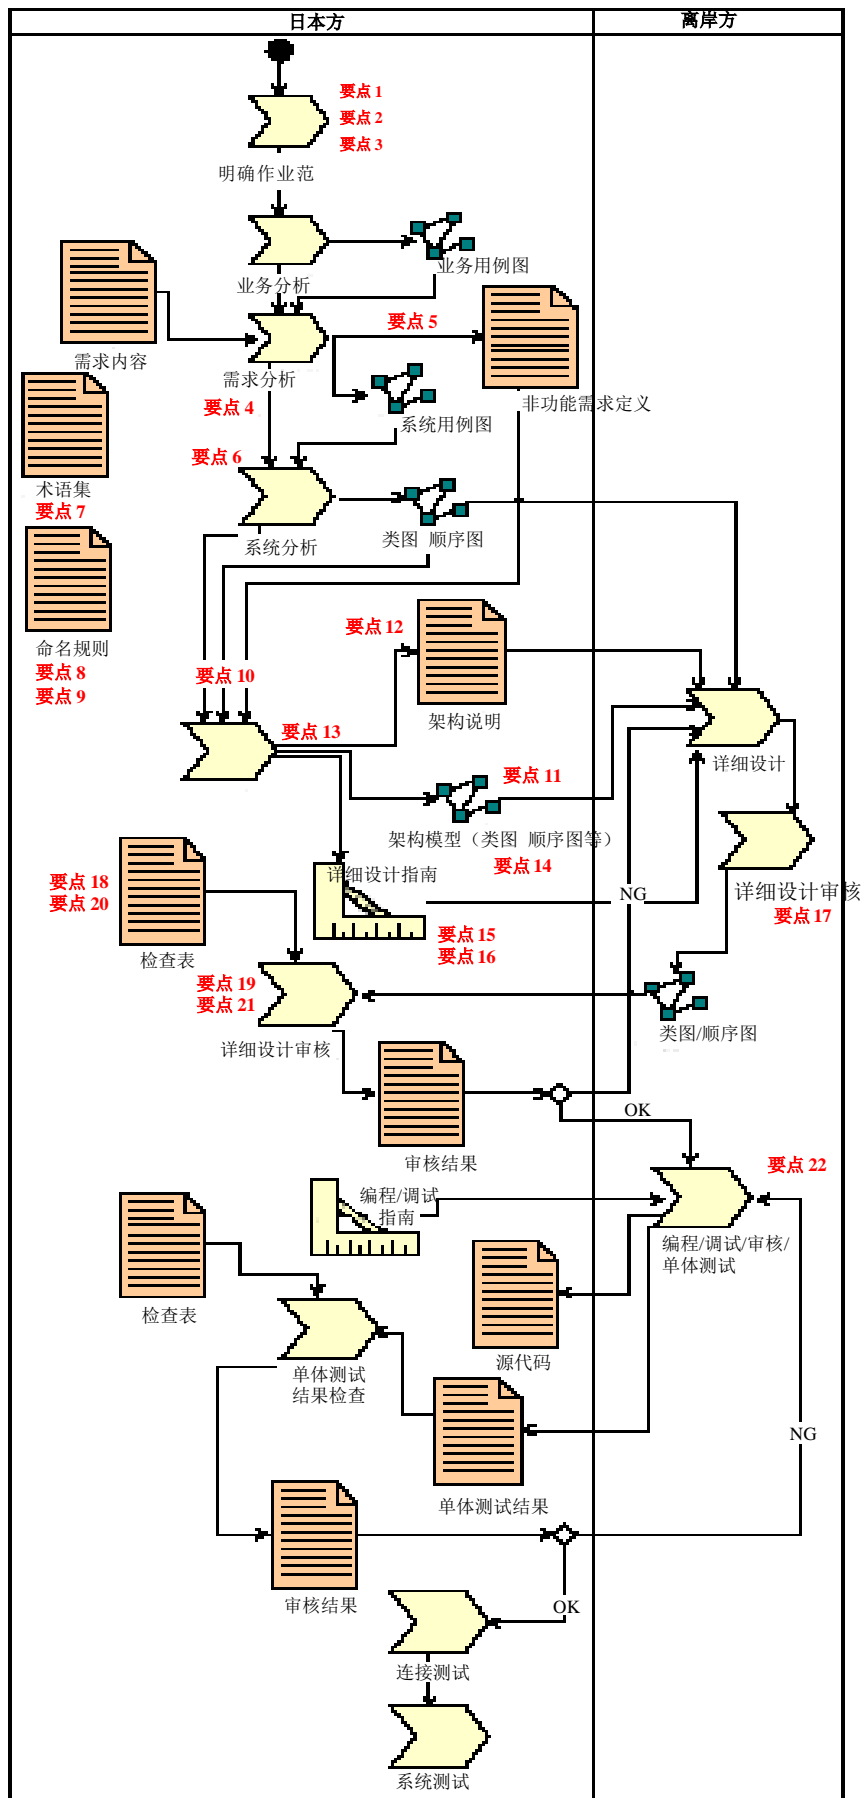 日本方
离岸方
要点 1
要点 2
要点 3
明确作业范
业务分析
业务用例图
需求内容
需求分析
要点 5
非功能需求定义
要点 4
系统用例图
要点 6
术语集
要点 7
系统分析
类图 顺序图
命名规则
要点 8
要点 9
要点 10
要点 12
架构说明
要点 13
详细设计
要点 11
架构模型（类图 顺序图等）
要点 14
详细设计指南
NG
详细设计审核
要点 17
要点 18
要点 20
检查表
要点 15
要点 16
要点 19
要点 21
类图/顺序图
详细设计审核
审核结果
OK
要点 22
编程/调试
指南
编程/调试/审核/
单体测试
检查表
源代码
单体测试
结果检查
NG
单体测试结果
审核结果
OK
连接测试
系统测试